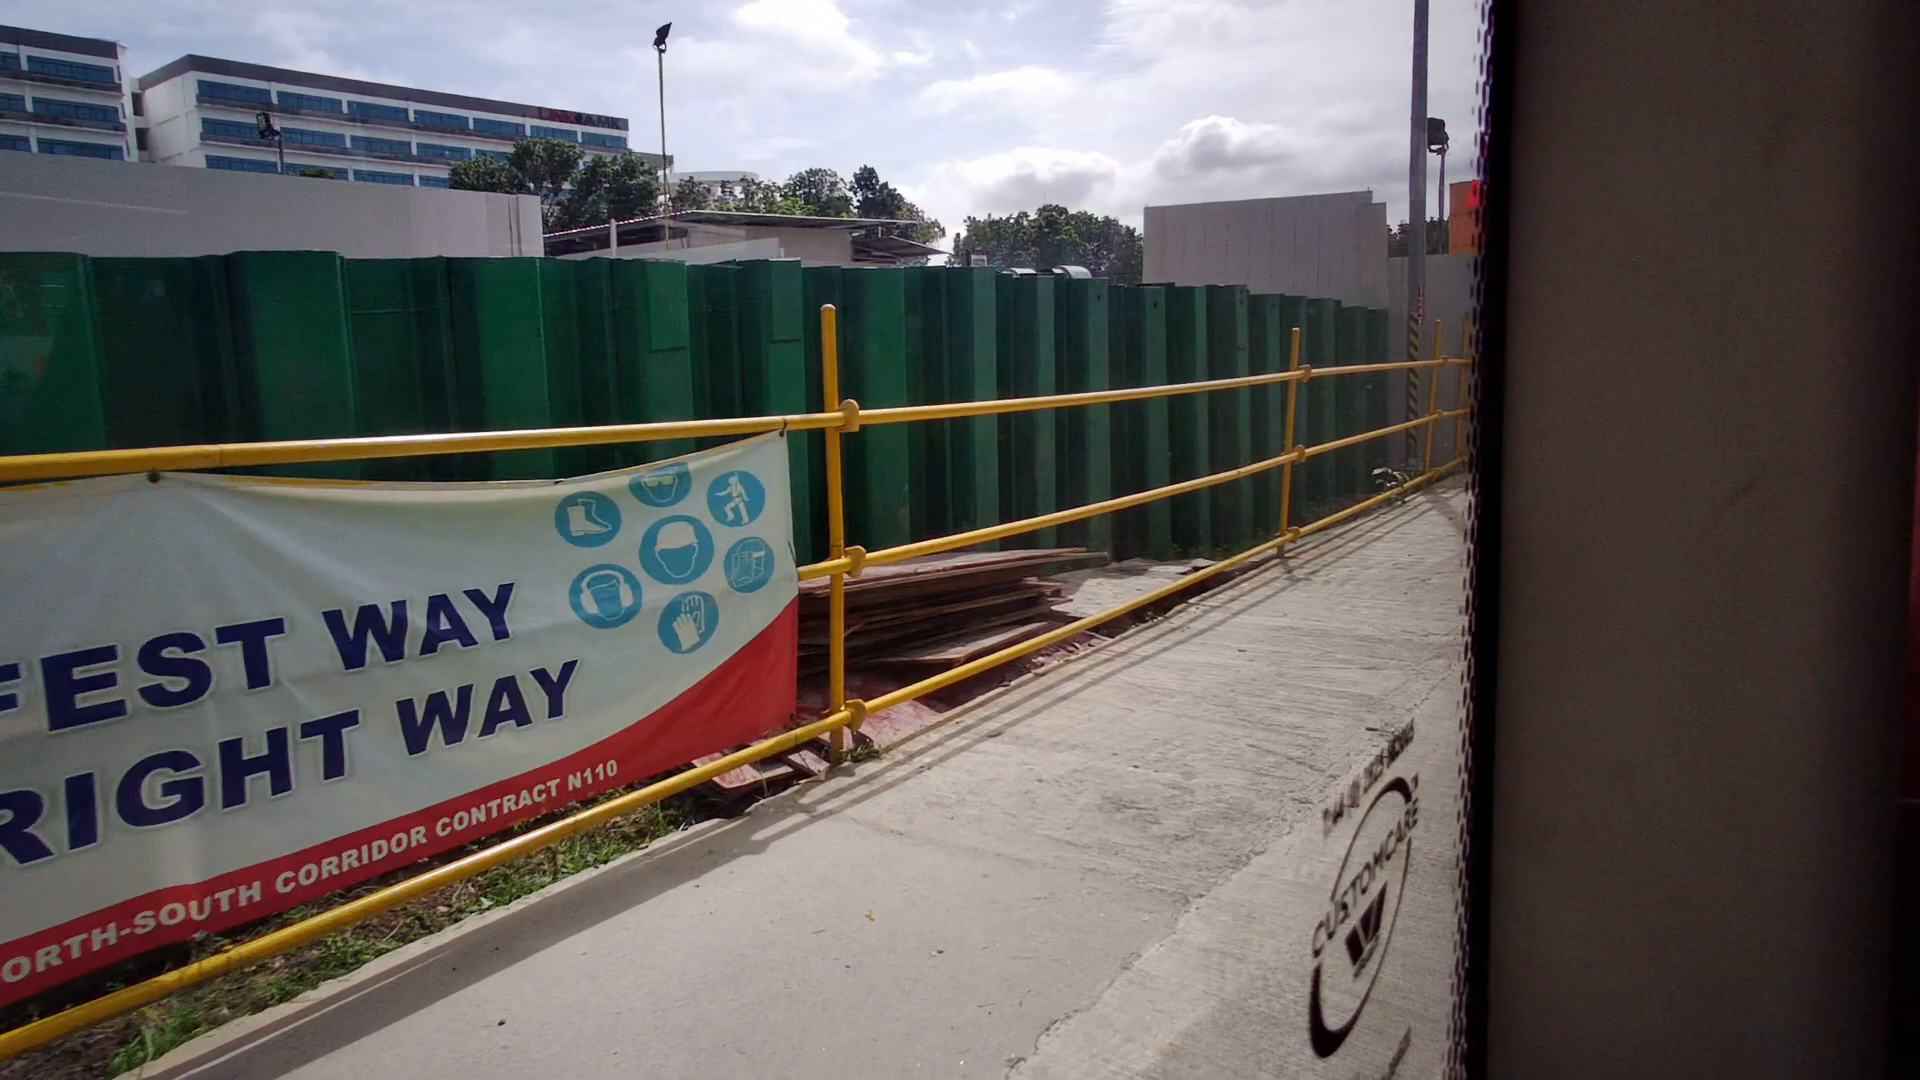 FEST WAY
RIGHT WAY
ORTH-SOUTH CORRIDOR CONTRACT N110
CUSTOMCARE